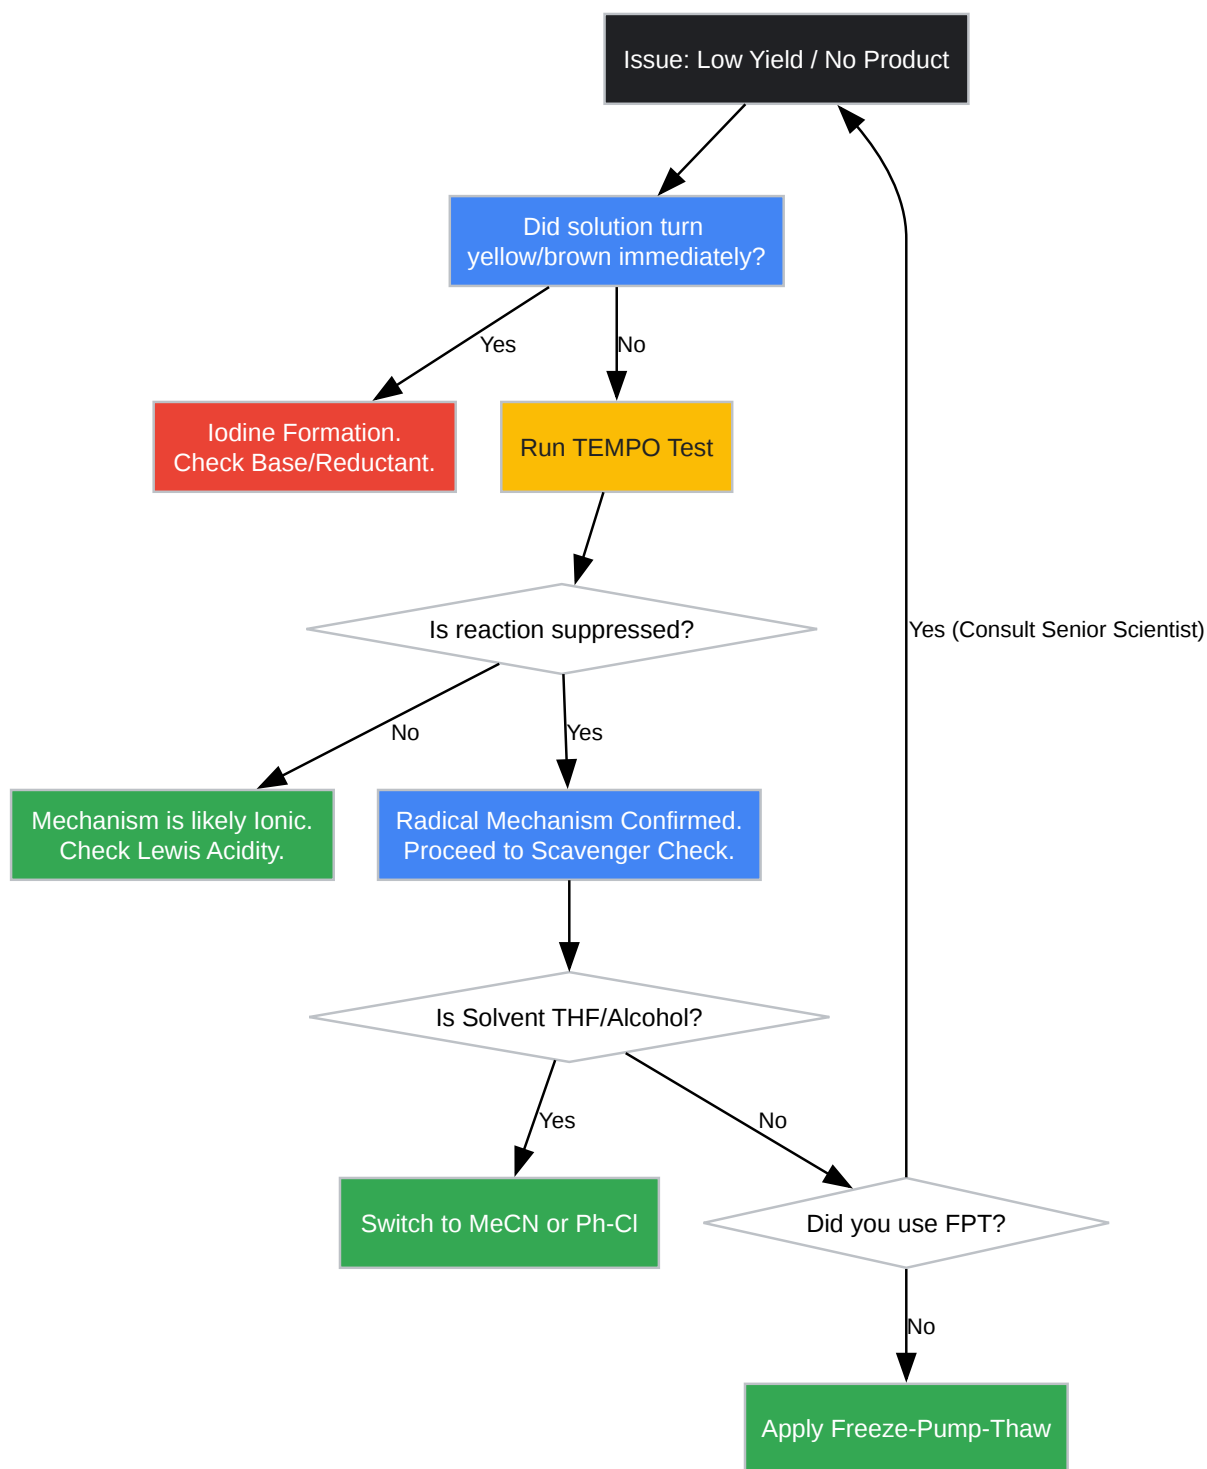 Issue: Low Yield / No Product
Did solution turn
yellow/brown immediately?
Yes
No
Iodine Formation.
Check Base/Reductant.
Run TEMPO Test
Is reaction suppressed?
Yes (Consult Senior Scientist)
No
Yes
Mechanism is likely Ionic.
Check Lewis Acidity.
Radical Mechanism Confirmed.
Proceed to Scavenger Check.
Is Solvent THF/Alcohol?
Yes
No
Switch to MeCN or Ph-Cl
Did you use FPT?
No
Apply Freeze-Pump-Thaw